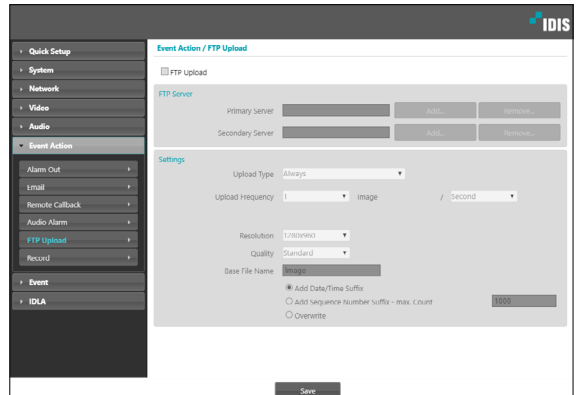 IDIS
Quick Setup
System
Network
Video
Audio
Event Action
Alarm Out
Email
Remote Callback
Audio Alarm
FTP Upload
Record
Event
IDLA
Event Action / FTP Upload
FTP Upload
FTP Server
Primary Server Add... Remove...
Secondary Server Add... Remove...
Settings
Upload Type Always
Upload Frequency 1 Image / Second
Resolution 1280x960
Quality Standard
Base File Name Image
Add Date/Time Suffix
Add Sequence Number Suffix - max. Count 1000
Overwrite
Save